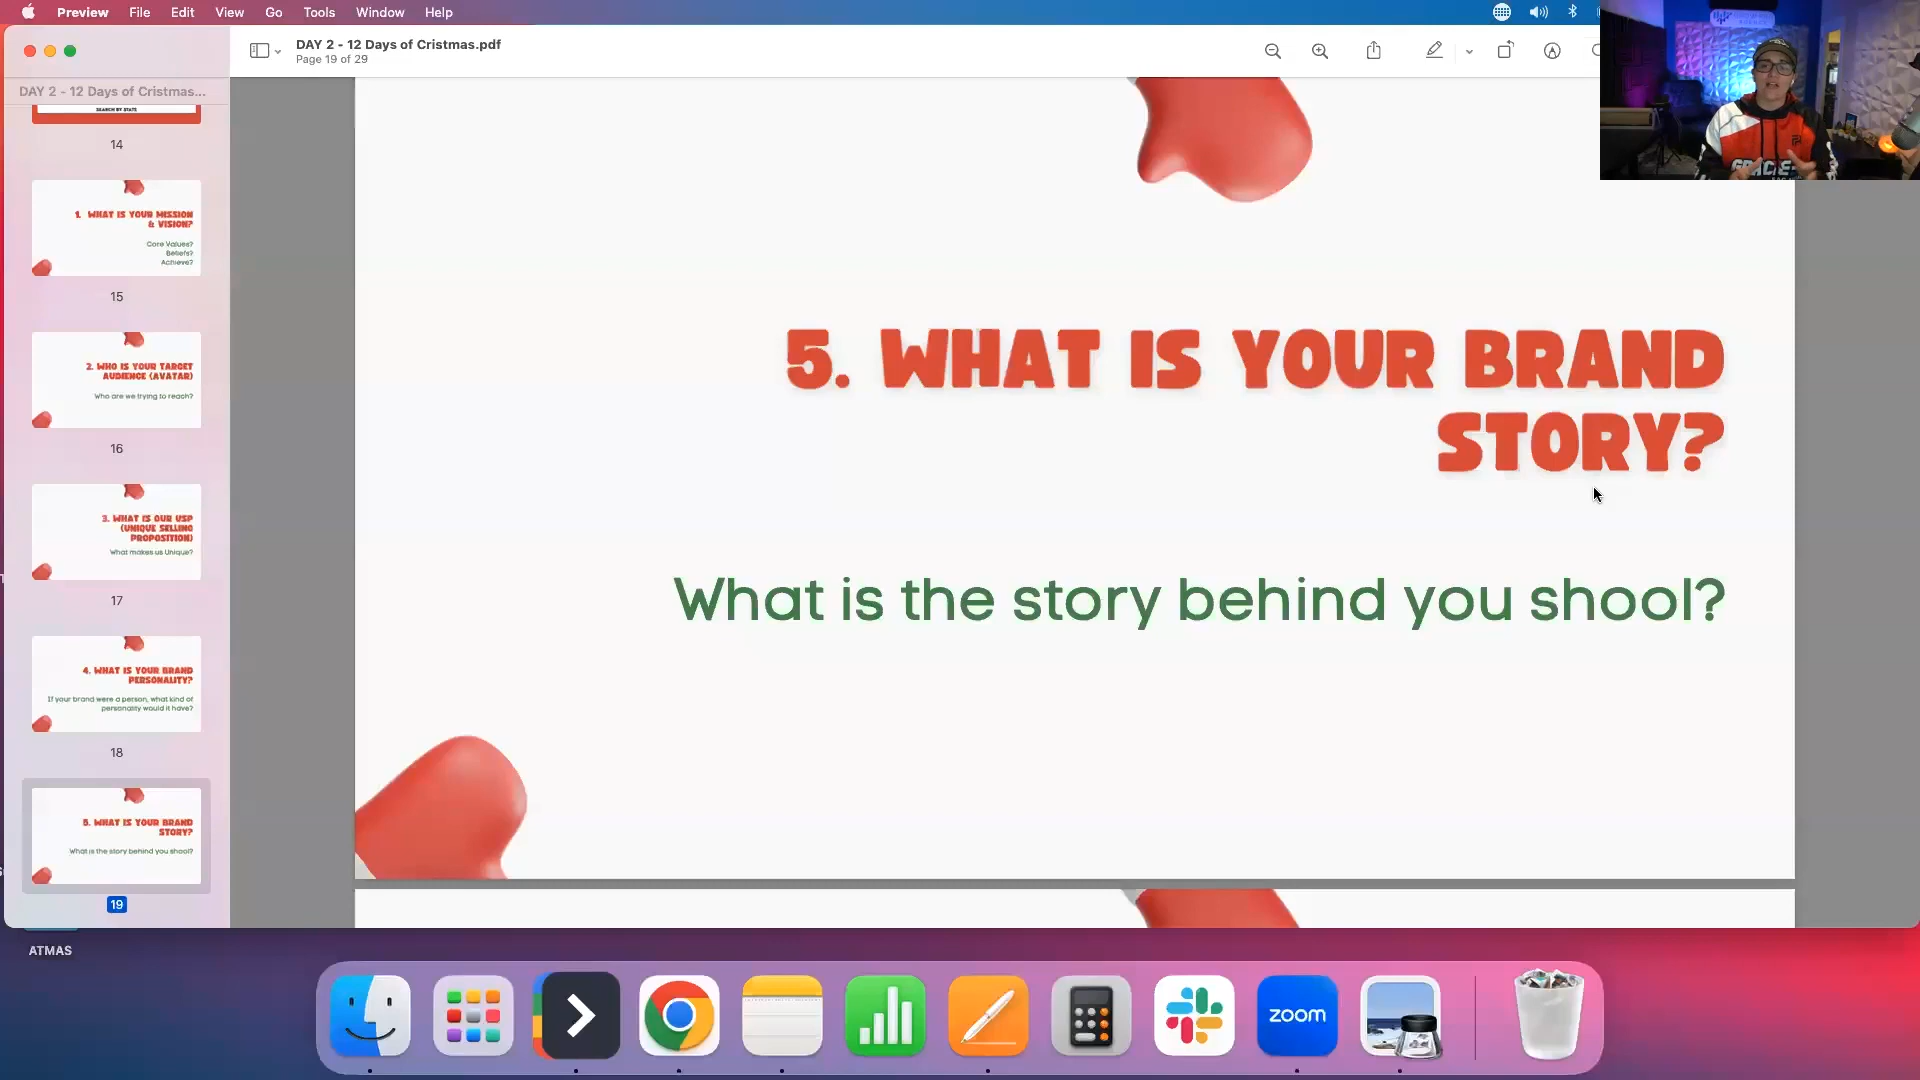 Preview File Edit View Go Tools Window Help
DAY 2 - 12 Days of Cristmas.pdf
Page 19 of 29
DAY 2 - 12 Days of Cristmas...
SEARCH BY STATE
14
1. WHAT IS YOUR MISSION
& VISION?
Core Values?
Beliefs?
Achieve?
15
2. WHO IS YOUR TARGET
AUDIENCE (AVATAR)
Who are we trying to reach?
16
3. WHAT IS OUR USP
(UNIQUE SELLING
PROPOSITION)
What makes us Unique?
17
4. WHAT IS YOUR BRAND
PERSONALITY?
If your brand were a person, what kind of
personality would it have?
18
5. WHAT IS YOUR BRAND
STORY?
What is the story behind you shool?
19
5. WHAT IS YOUR BRAND
STORY?
What is the story behind you shool?
GRACIE
ATMAS
zoom